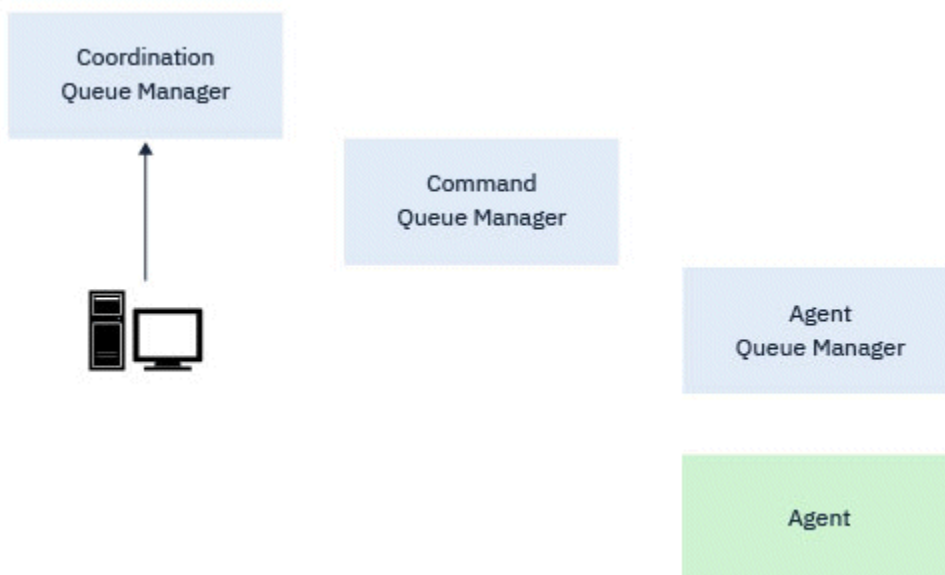 Coordination
Queue Manager
Command
Queue Manager
Agent
Queue Manager
Agent